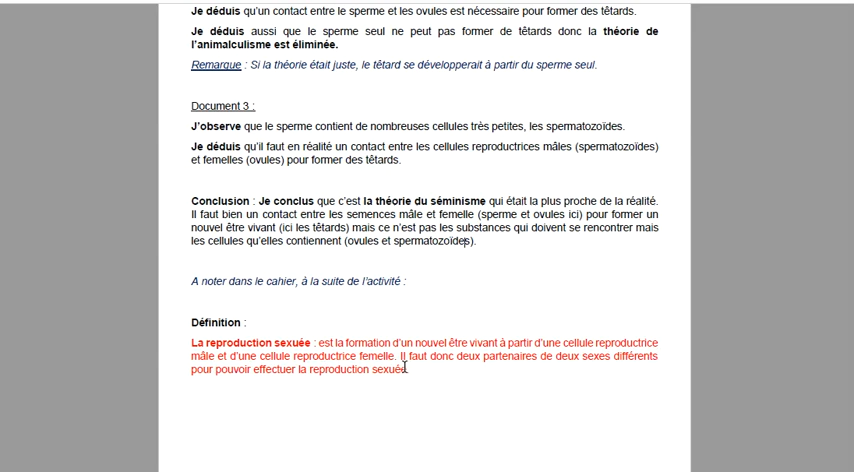 Je déduis qu'un contact entre le sperme et les ovules est nécessaire pour former des têtards.
Je déduis aussi que le sperme seul ne peut pas former de têtards donc la théorie de
l'animalculisme est éliminée.
Remarque : Si la théorie était juste, le têtard se développerait à partir du sperme seul.
Document 3 :
J'observe que le sperme contient de nombreuses cellules très petites, les spermatozoïdes.
Je déduis qu'il faut en réalité un contact entre les cellules reproductrices mâles (spermatozoïdes)
et femelles (ovules) pour former des têtards.
Conclusion : Je conclus que c'est la théorie du séminisme qui était la plus proche de la réalité.
Il faut bien un contact entre les semences mâle et femelle (sperme et ovules ici) pour former un
nouvel être vivant (ici les têtards) mais ce n'est pas les substances qui doivent se rencontrer mais
les cellules qu'elles contiennent (ovules et spermatozoïdes).
A noter dans le cahier, à la suite de l'activité :
Définition :
La reproduction sexuée : est la formation d'un nouvel être vivant à partir d'une cellule reproductrice
mâle et d'une cellule reproductrice femelle. Il faut donc deux partenaires de deux sexes différents
pour pouvoir effectuer la reproduction sexuée.